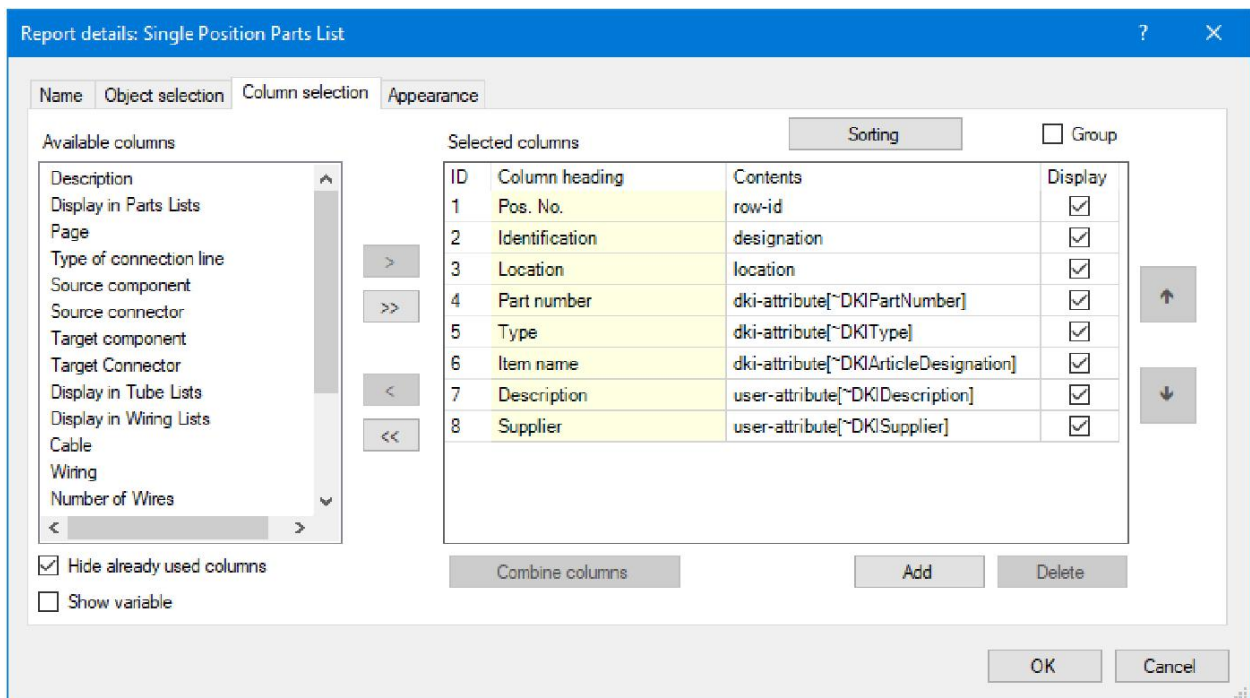 Report details: Single Position Parts List ? ×
Name Object selection Column selection Appearance
Available columns
Description
Display in Parts Lists
Page
Type of connection line
Source component
Source connector
Target component
Target Connector
Display in Tube Lists
Display in Wiring Lists
Cable
Wiring
Number of Wires
Hide already used columns
Show variable
>
>>
<
<<
Selected columns Sorting Group
ID Column heading Contents Display
1 Pos. No. row-id
2 Identification designation
3 Location location
4 Part number dki-attribute[~DKIPartNumber]
5 Type dki-attribute[~DKIType]
6 Item name dki-attribute[~DKIArticleDesignation]
7 Description user-attribute[~DKIDescription]
8 Supplier user-attribute[~DKISupplier]
Combine columns Add Delete
OK Cancel